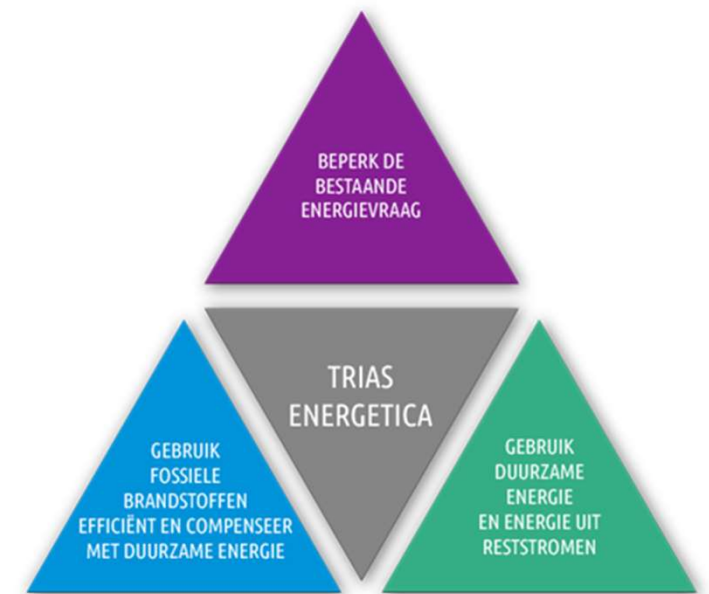 BEPERK DE
BESTAANDE
ENERGIEVRAAG
TRIAS
ENERGETICA
GEBRUIK
FOSSIELE
BRANDSTOFFEN
EFFICIËNT EN COMPENSEER
MET DUURZAME ENERGIE
GEBRUIK
DUURZAME
ENERGIE
EN ENERGIE UIT
RESTSTROMEN